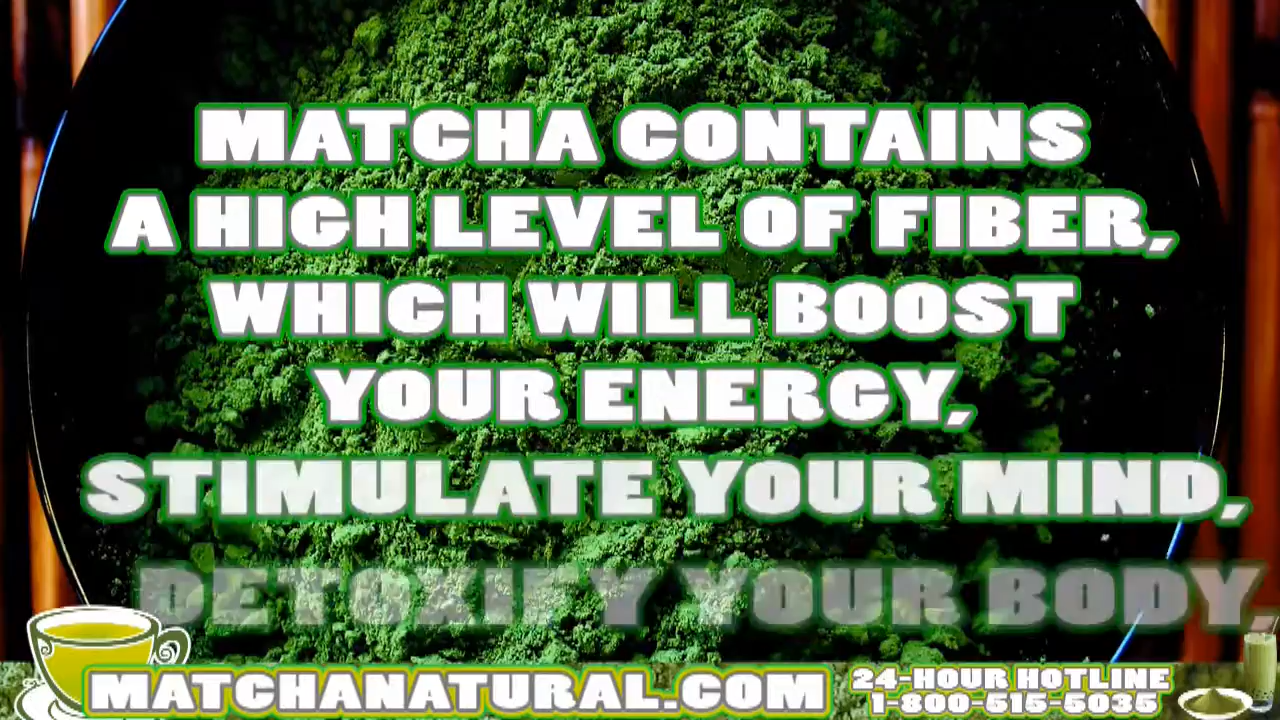 MATCHA CONTAINS
A HIGH LEVEL OF FIBER,
WHICH WILL BOOST
YOUR ENERGY,
STIMULATE YOUR MIND,
DETOXIFY YOUR BODY,
MATCHANATURAL.COM
24-HOUR HOTLINE
1-800-515-5035